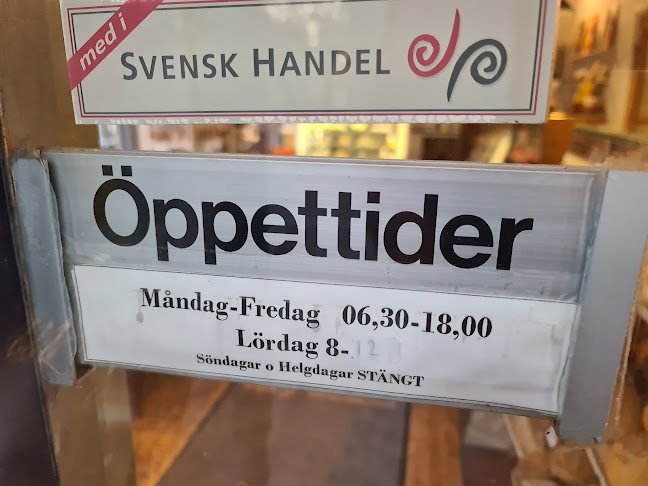 med i
SVENSK HANDEL
Öppettider
Måndag-Fredag 06,30-18,00
Lördag 8-
Söndagar o Helgdagar STÄNGT